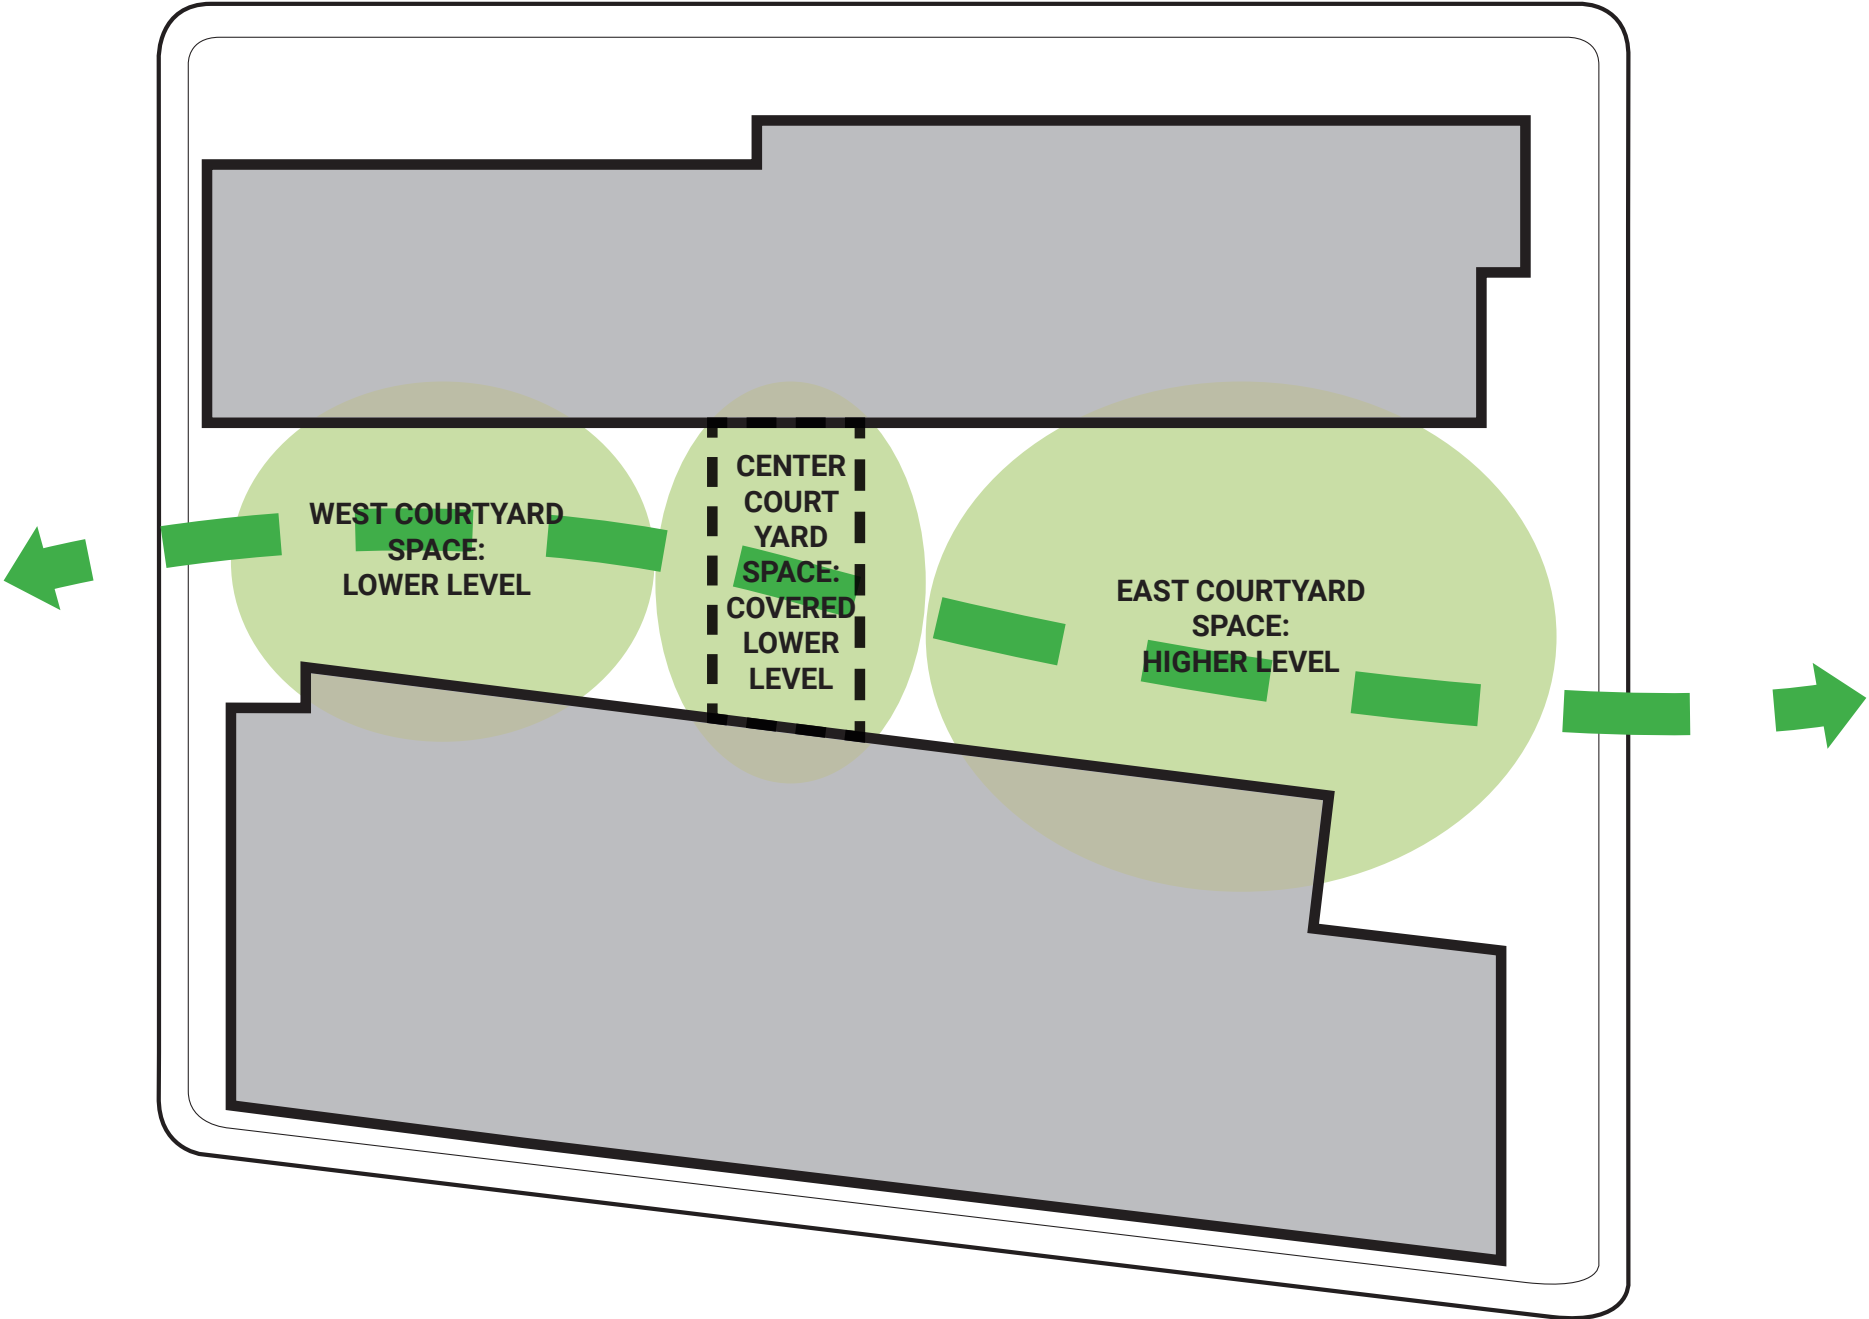 WEST COURTYARD
SPACE:
LOWER LEVEL
CENTER
COURT
YARD
SPACE:
COVERED
LOWER
LEVEL
EAST COURTYARD
SPACE:
HIGHER LEVEL